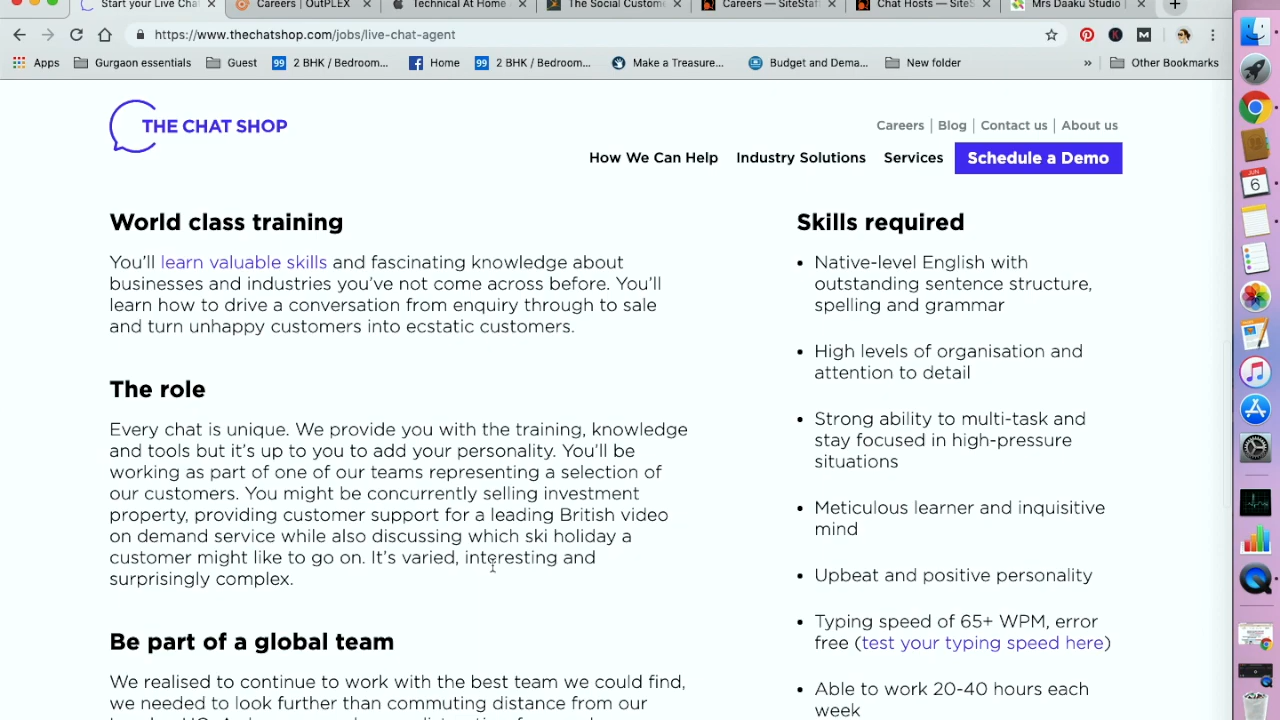 Start your Live Chat
Careers | OutPLEX
Technical At Home
The Social Custome
Careers — SiteStaf
Chat Hosts — SiteS
Mrs Daaku Studio |
https://www.thechatshop.com/jobs/live-chat-agent
Apps
Gurgaon essentials
Guest
2 BHK / Bedroom...
Home
2 BHK / Bedroom...
Make a Treasure...
Budget and Dema...
New folder
»
Other Bookmarks
THE CHAT SHOP
Careers | Blog | Contact us | About us
How We Can Help
Industry Solutions
Services
Schedule a Demo
World class training
You'll learn valuable skills and fascinating knowledge about
businesses and industries you've not come across before. You'll
learn how to drive a conversation from enquiry through to sale
and turn unhappy customers into ecstatic customers.
The role
Every chat is unique. We provide you with the training, knowledge
and tools but it's up to you to add your personality. You'll be
working as part of one of our teams representing a selection of
our customers. You might be concurrently selling investment
property, providing customer support for a leading British video
on demand service while also discussing which ski holiday a
customer might like to go on. It's varied, interesting and
surprisingly complex.
Be part of a global team
We realised to continue to work with the best team we could find,
we needed to look further than commuting distance from our
Skills required
• Native-level English with
outstanding sentence structure,
spelling and grammar
• High levels of organisation and
attention to detail
• Strong ability to multi-task and
stay focused in high-pressure
situations
• Meticulous learner and inquisitive
mind
• Upbeat and positive personality
• Typing speed of 65+ WPM, error
free (test your typing speed here)
• Able to work 20-40 hours each
week
JUN
6